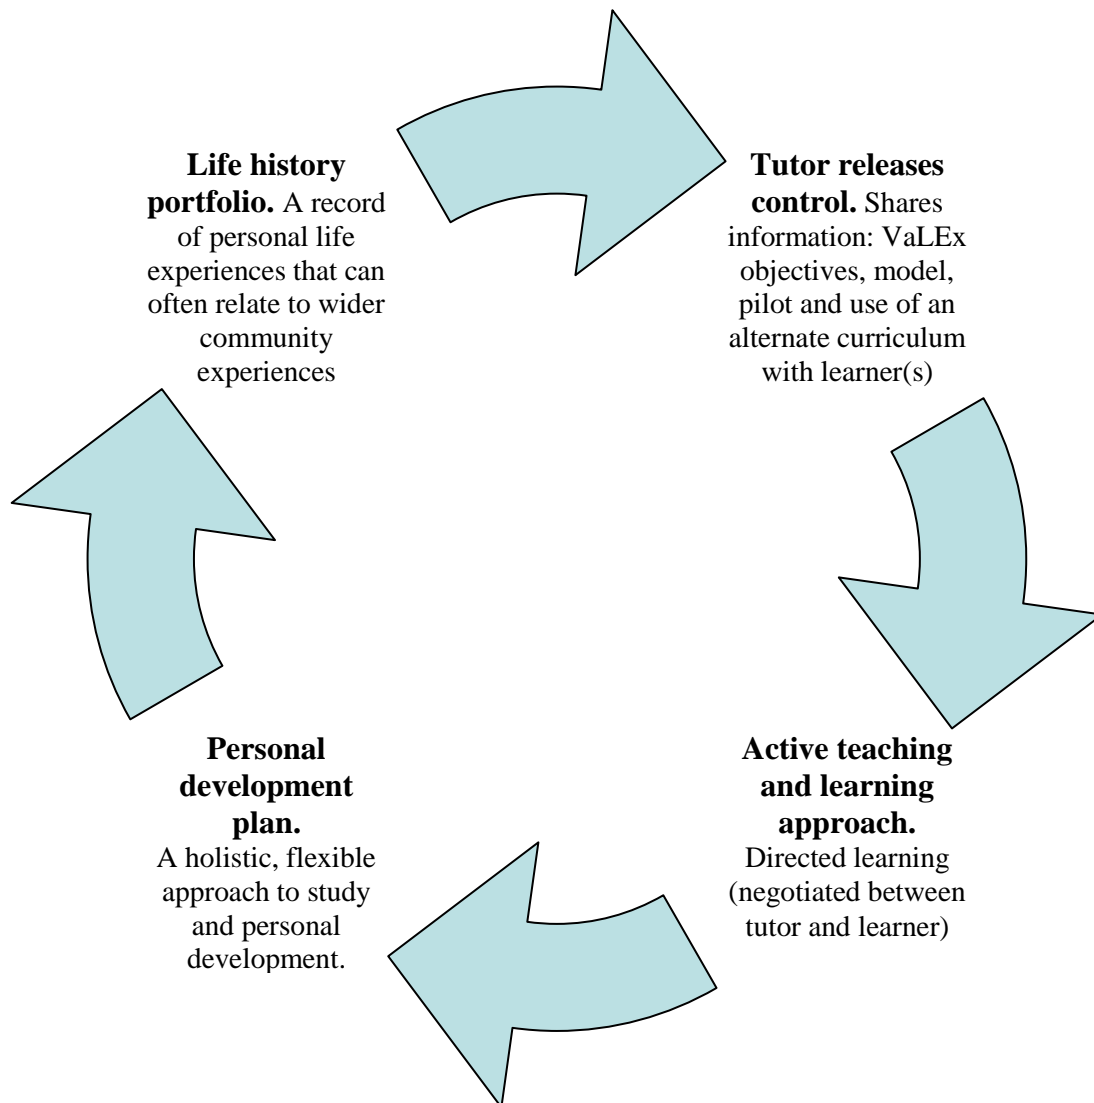 Life history
portfolio. A record
of personal life
experiences that can
often relate to wider
community
experiences
Tutor releases
control. Shares
information: VaLEx
objectives, model,
pilot and use of an
alternate curriculum
with learner(s)
Personal
development
plan.
A holistic, flexible
approach to study
and personal
development.
Active teaching
and learning
approach.
Directed learning
(negotiated between
tutor and learner)